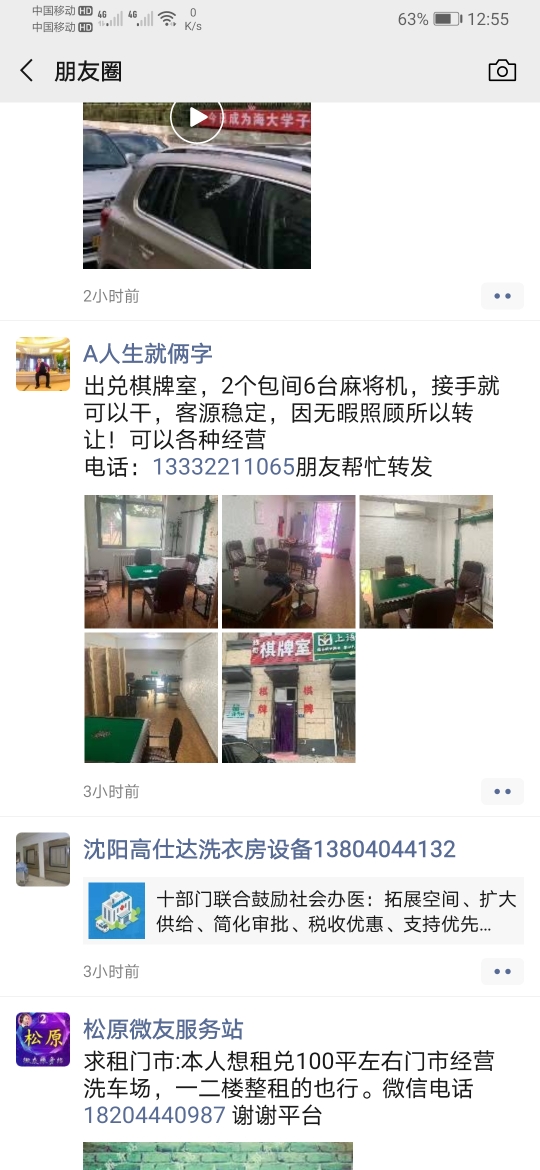 中国移动 HD 4G 4G 0 63% 12:55
中国移动 HD K/s
朋友圈
今日成为海大学子
2小时前
A人生就俩字
出兑棋牌室，2个包间6台麻将机，接手就
可以干，客源稳定，因无暇照顾所以转
让！可以各种经营
电话：13332211065朋友帮忙转发
棋牌室
上海
棋牌
棋牌
3小时前
沈阳高仕达洗衣房设备13804044132
十部门联合鼓励社会办医：拓展空间、扩大
供给、简化审批、税收优惠、支持优先...
3小时前
2
松原
微友服务站
松原微友服务站
求租门市:本人想租兑100平左右门市经营
洗车场，一二楼整租的也行。微信电话
18204440987 谢谢平台